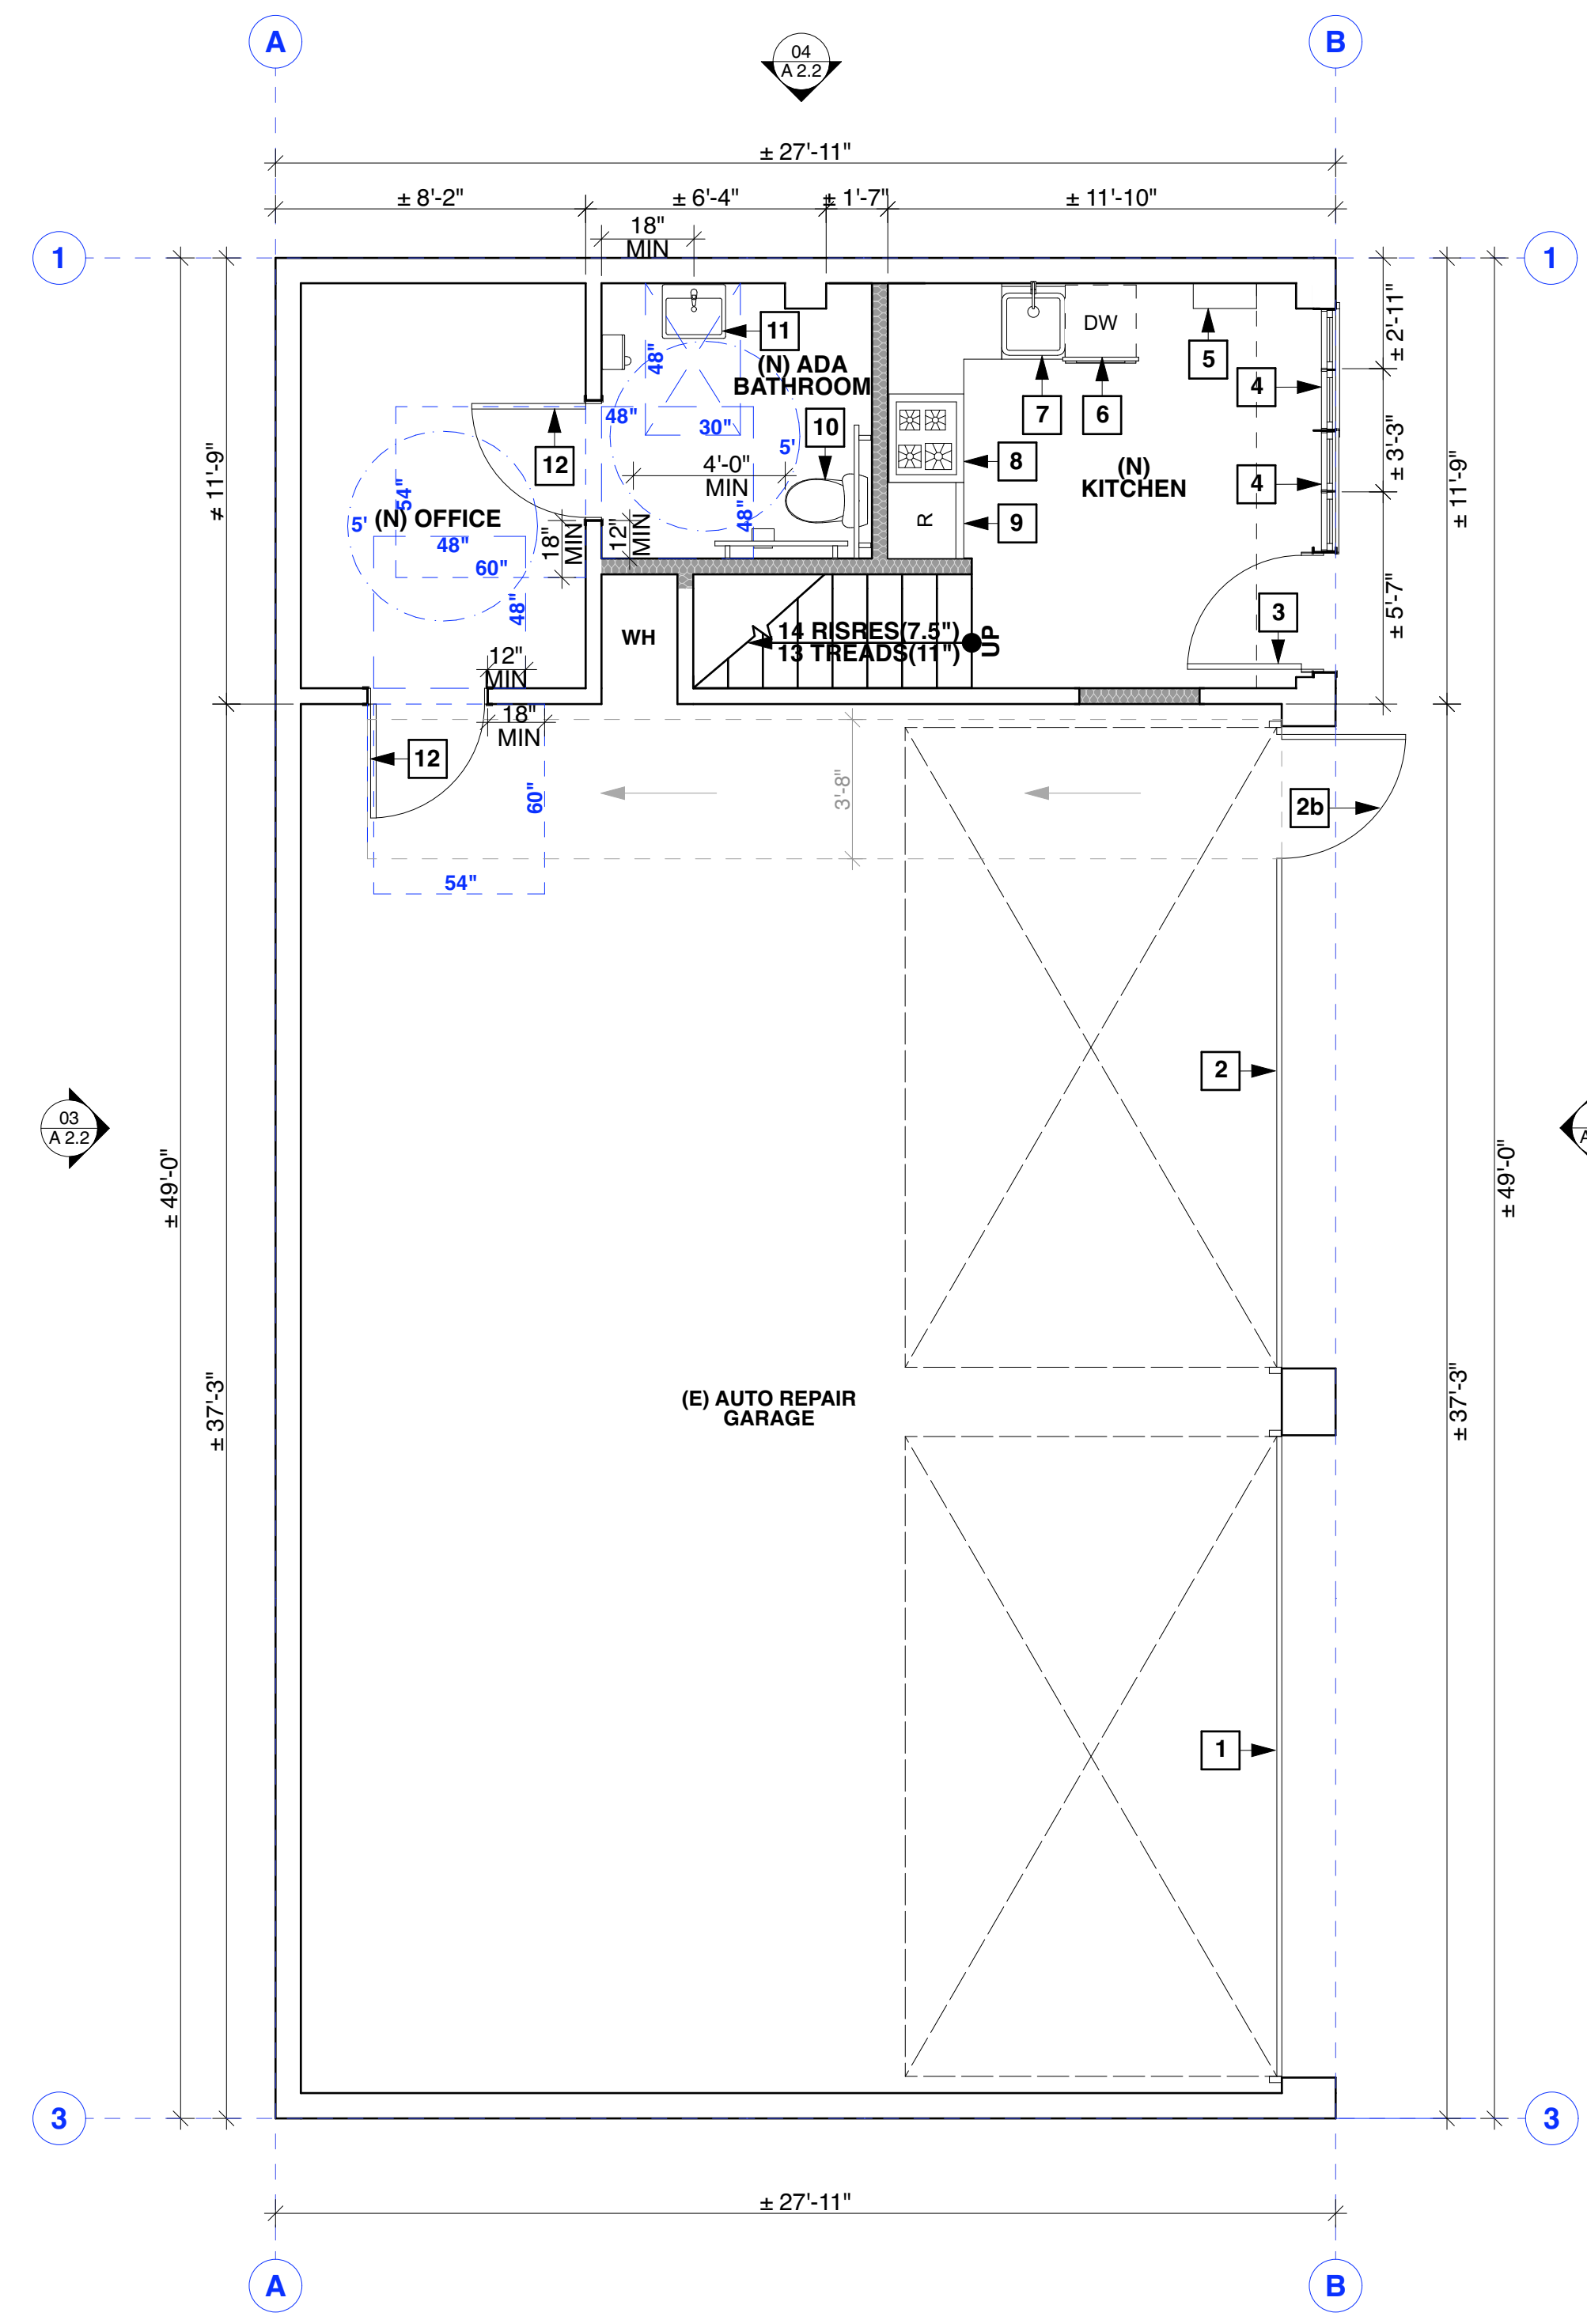 A
B
04
A 2.2
± 27'-11"
± 8'-2"
± 6'-4"
± 1'-7"
± 11'-10"
18"
MIN
1
1
11
DW
5
± 2'-11"
48"
(N) ADA
BATHROOM
4
48"
30"
10
7
6
5'
12
8
4'-0"
MIN
(N)
KITCHEN
4
± 3'-3"
± 11'-9"
± 11'-9"
54"
5'
(N) OFFICE
48"
60"
18"
MIN
12"
MIN
48"
R
9
48"
WH
14 RISRES(7.5")
13 TREADS(11")
UP
3
± 5'-7"
12"
MIN
18"
MIN
12
60"
54"
3'-8"
2b
2
03
A 2.2
A
± 49'-0"
± 49'-0"
± 37'-3"
(E) AUTO REPAIR
GARAGE
± 37'-3"
1
3
3
± 27'-11"
A
B